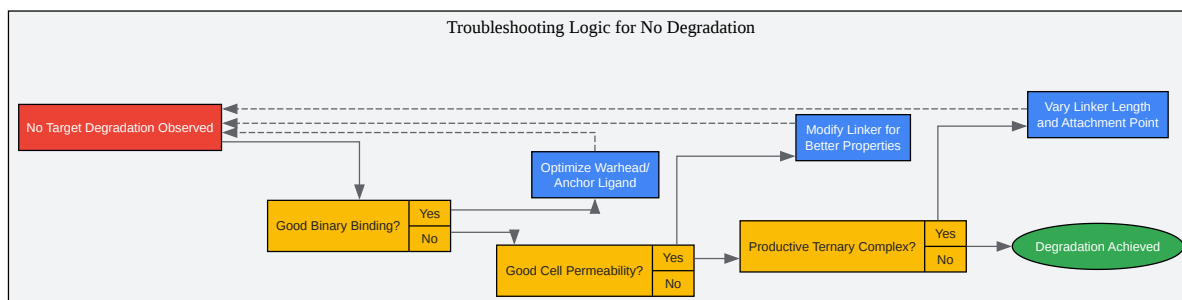 Troubleshooting Logic for No Degradation
No Target Degradation Observed
Vary Linker Length
and Attachment Point
Modify Linker for
Better Properties
Optimize Warhead/
Anchor Ligand
Good Binary Binding?
Yes
No
Good Cell Permeability?
Yes
No
Productive Ternary Complex?
Yes
No
Degradation Achieved